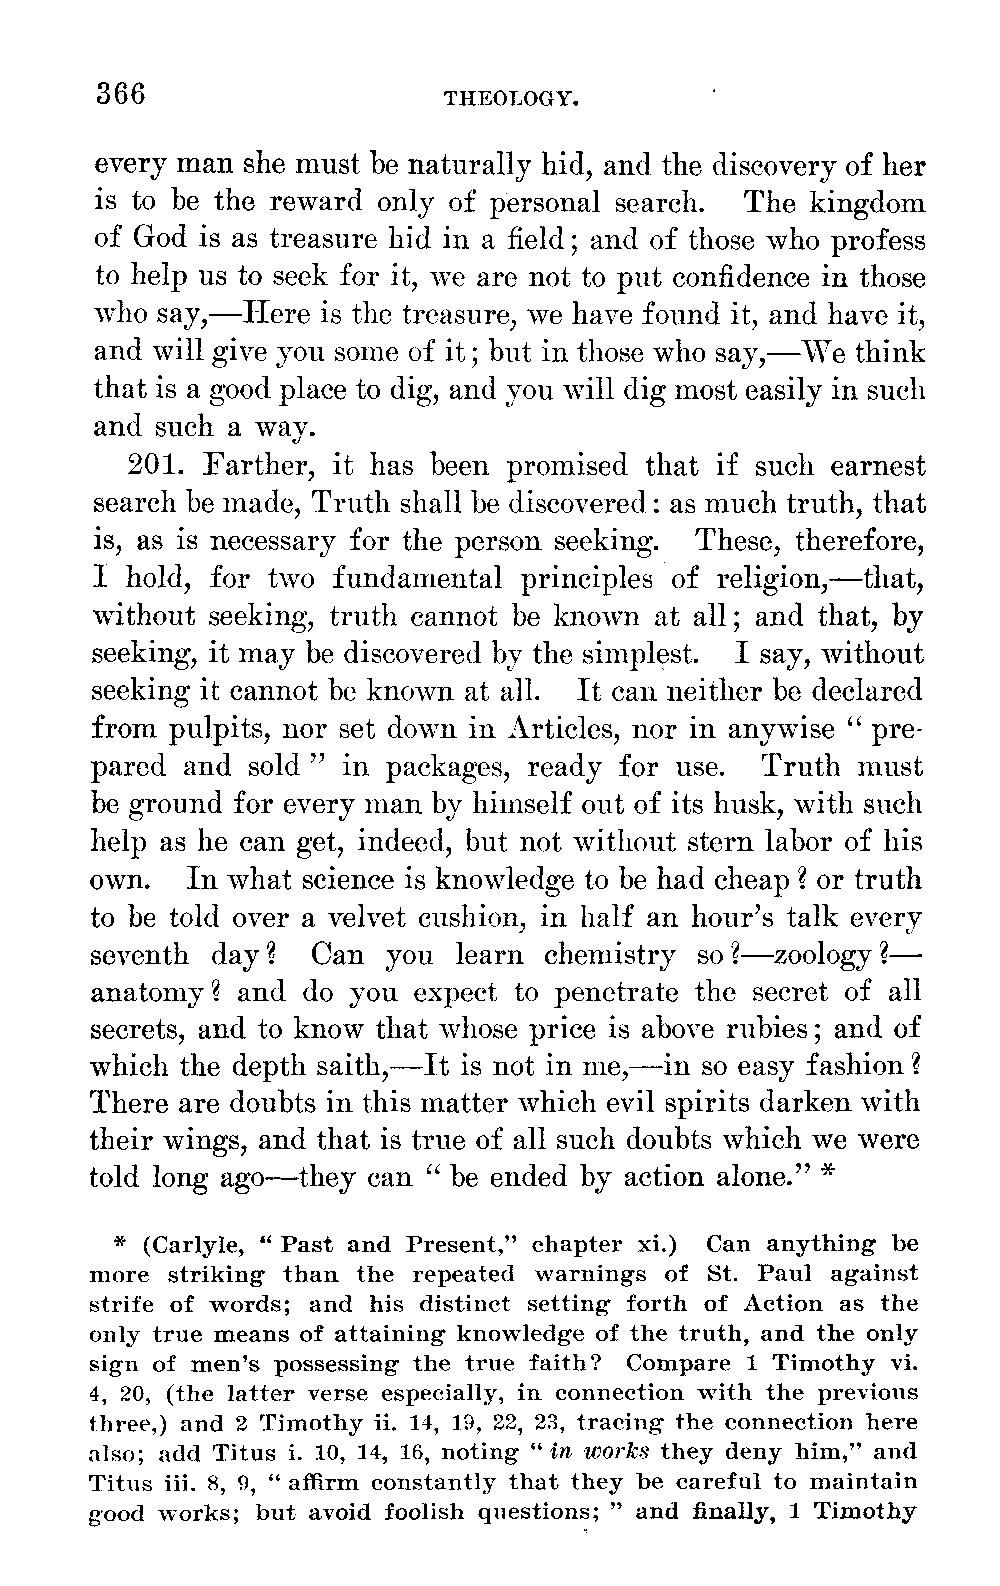 366 THEOLOGY.
every man she must be naturally hid, and the discovery of her
is to be the reward only of personal search. The kingdom
of God is as treasure hid in a field; and of those who profess
to help us to seek for it, we are not to put confidence in those
who say,—Here is the treasure, we have found it, and have it,
and will give you some of it; but in those who say,—We think
that is a good place to dig, and you will dig most easily in such
and such a way.
201. Farther, it has been promised that if such earnest
search be made, Truth shall be discovered: as much truth, that
is, as is necessary for the person seeking. These, therefore,
I hold, for two fundamental principles of religion,—that,
without seeking, truth cannot be known at all; and that, by
seeking, it may be discovered by the simplest. I say, without
seeking it cannot be known at all. It can neither be declared
from pulpits, nor set down in Articles, nor in anywise “ pre-
pared and sold ” in packages, ready for use. Truth must
be ground for every man by himself out of its husk, with such
help as he can get, indeed, but not without stern labor of his
own. In what science is knowledge to be had cheap? or truth
to be told over a velvet cushion, in half an hour’s talk every
seventh day? Can you learn chemistry so?—zoology?—
anatomy? and do you expect to penetrate the secret of all
secrets, and to know that whose price is above rubies; and of
which the depth saith,—It is not in me,—in so easy fashion?
There are doubts in this matter which evil spirits darken with
their wings, and that is true of all such doubts which we were
told long ago—they can “ be ended by action alone.” *
* (Carlyle, “ Past and Present,” chapter xi.) Can anything be
more striking than the repeated warnings of St. Paul against
strife of words; and his distinct setting forth of Action as the
only true means of attaining knowledge of the truth, and the only
sign of men’s possessing the true faith? Compare 1 Timothy vi.
4, 20, (the latter verse especially, in connection with the previous
three,) and 2 Timothy ii. 14, 19, 22, 23, tracing the connection here
also; add Titus i. 10, 14, 16, noting “ in works they deny him,” and
Titus iii. 8, 9, “ affirm constantly that they be careful to maintain
good works; but avoid foolish questions; ” and finally, 1 Timothy